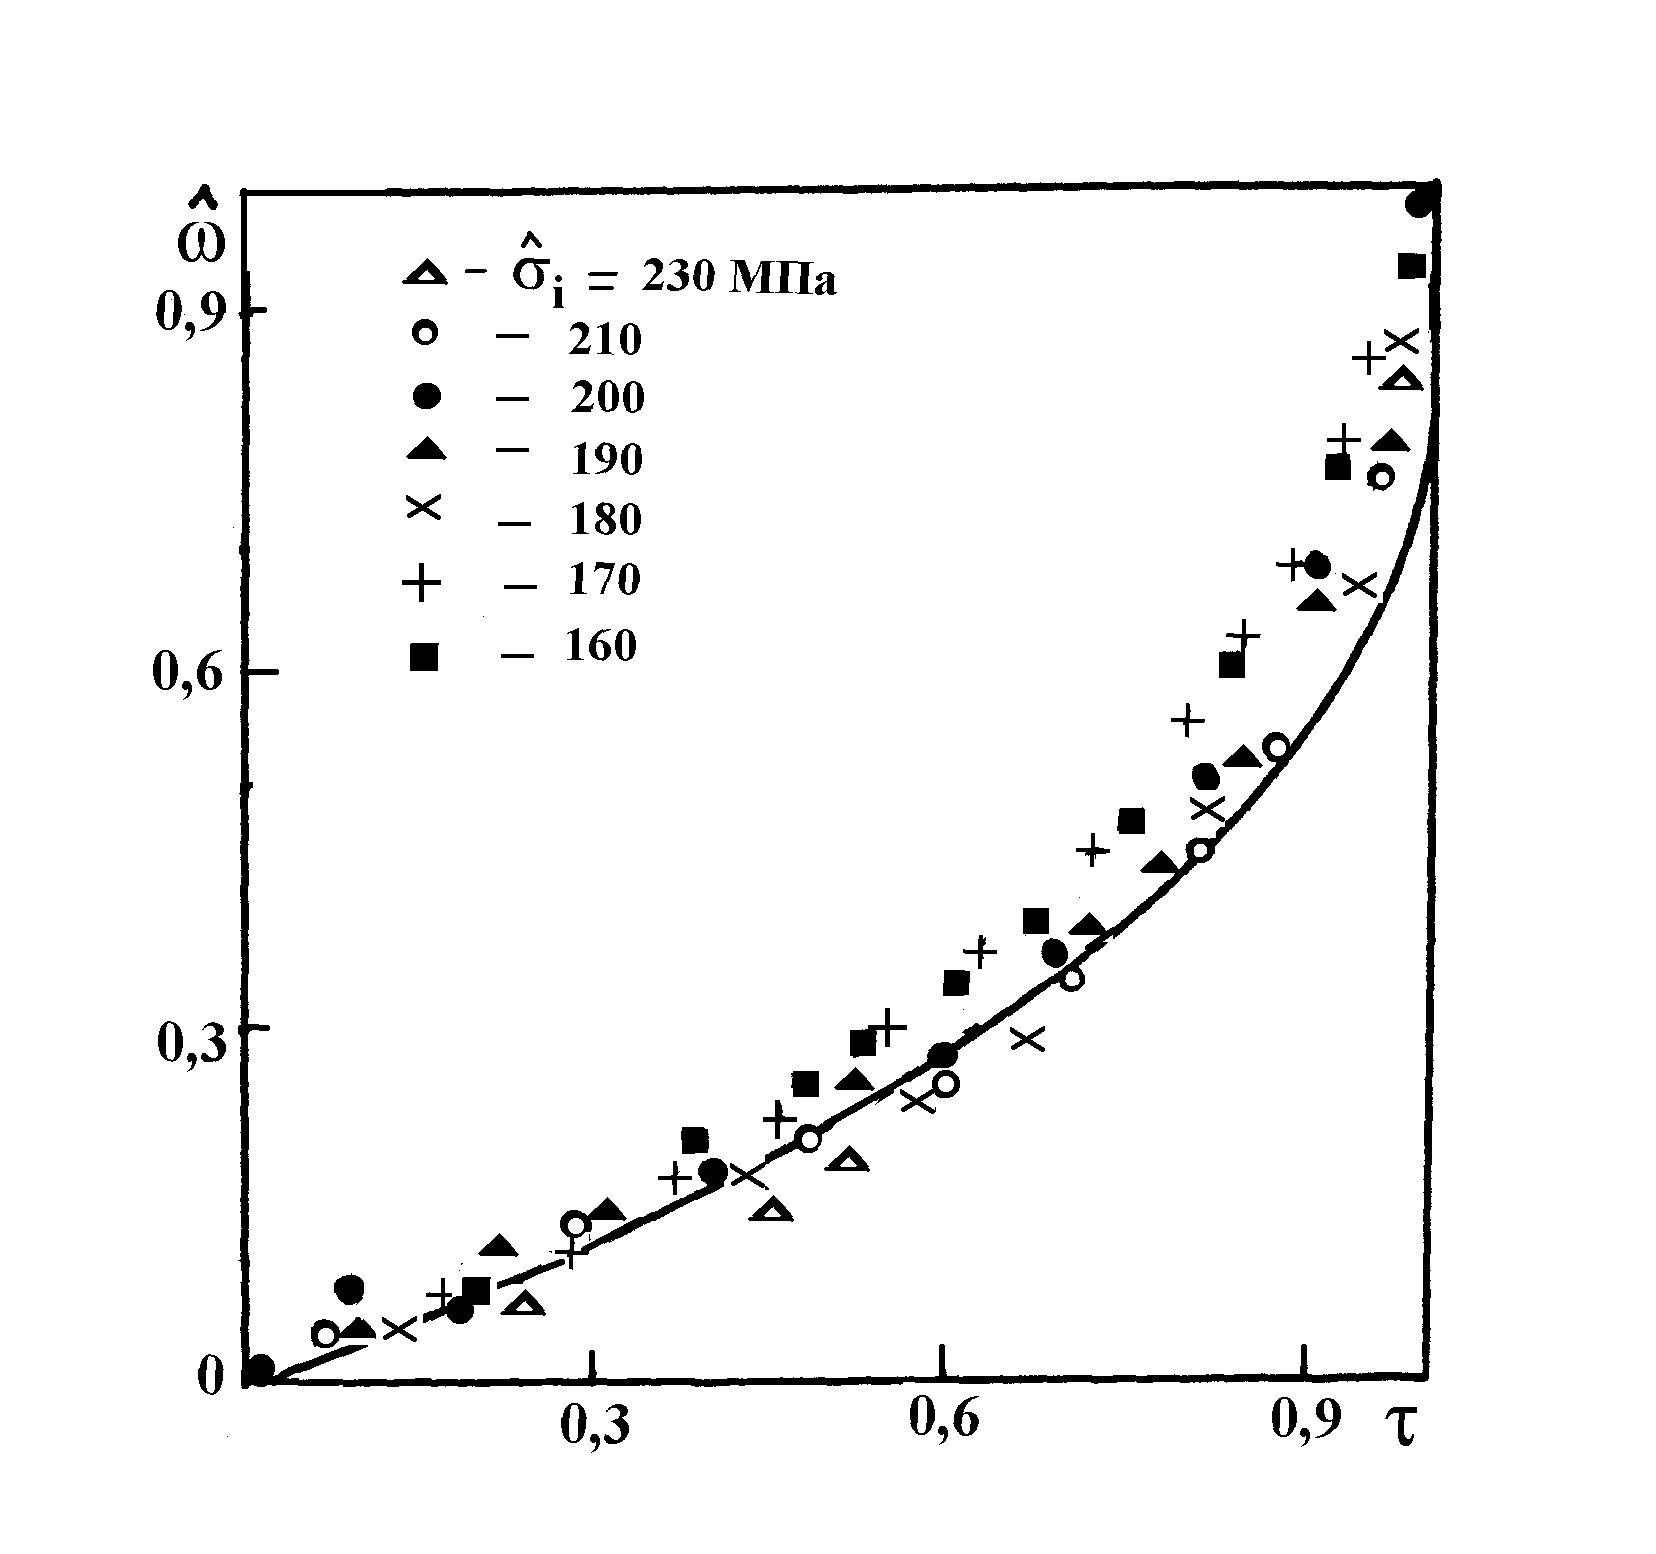 ω̂
0,9
0,6
0,3
0
△ - σ̂i = 230 МПа
○ – 210
● – 200
▲ – 190
× – 180
+ – 170
■ – 160
0,3 0,6 0,9 τ